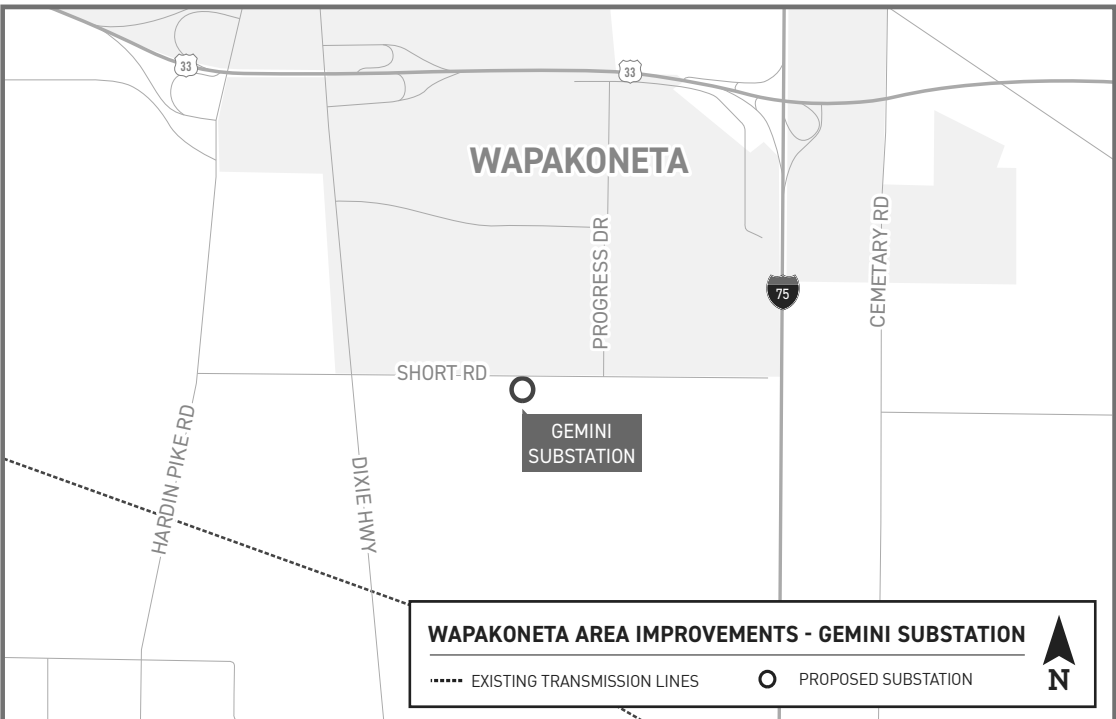 33
33
WAPAKONETA
PROGRESS DR
CEMETARY RD
75
SHORT RD
GEMINI
SUBSTATION
HARDIN PIKE RD
DIXIE HWY
WAPAKONETA AREA IMPROVEMENTS - GEMINI SUBSTATION
EXISTING TRANSMISSION LINES
PROPOSED SUBSTATION
N